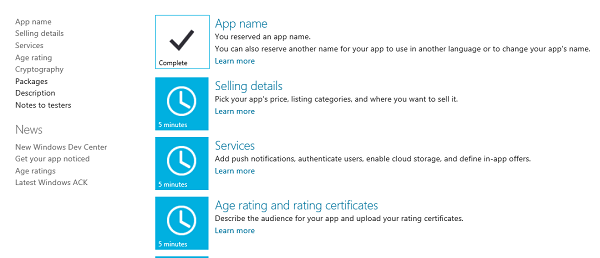 App name
Selling details
Services
Age rating
Cryptography
Packages
Description
Notes to testers
News
New Windows Dev Center
Get your app noticed
Age ratings
Latest Windows ACK
Complete
App name
You reserved an app name.
You can also reserve another name for your app to use in another language or to change your app's name.
Learn more
5 minutes
Selling details
Pick your app's price, listing categories, and where you want to sell it.
Learn more
5 minutes
Services
Add push notifications, authenticate users, enable cloud storage, and define in-app offers.
Learn more
5 minutes
Age rating and rating certificates
Describe the audience for your app and upload your rating certificates.
Learn more